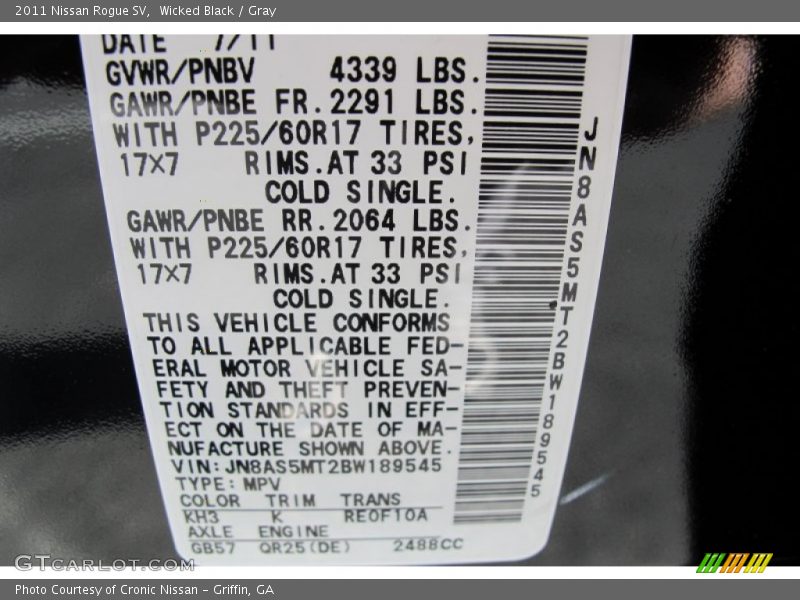 2011 Nissan Rogue SV, Wicked Black / Gray
DATE 7/11
GVWR/PNBV 4339 LBS.
GAWR/PNBE FR.2291 LBS.
WITH P225/60R17 TIRES,
17X7 RIMS.AT 33 PSI
COLD SINGLE.
GAWR/PNBE RR.2064 LBS.
WITH P225/60R17 TIRES,
17X7 RIMS.AT 33 PSI
COLD SINGLE.
THIS VEHICLE CONFORMS
TO ALL APPLICABLE FED-
ERAL MOTOR VEHICLE SA-
FETY AND THEFT PREVEN-
TION STANDARDS IN EFF-
ECT ON THE DATE OF MA-
NUFACTURE SHOWN ABOVE.
VIN:JN8AS5MT2BW189545
TYPE:MPV
COLOR TRIM TRANS
KH3 K RE0F10A
AXLE ENGINE
GB57 QR25(DE) 2488CC
JN8AS5MT2BW189545
GTCARLOT.COM
Photo Courtesy of Cronic Nissan - Griffin, GA